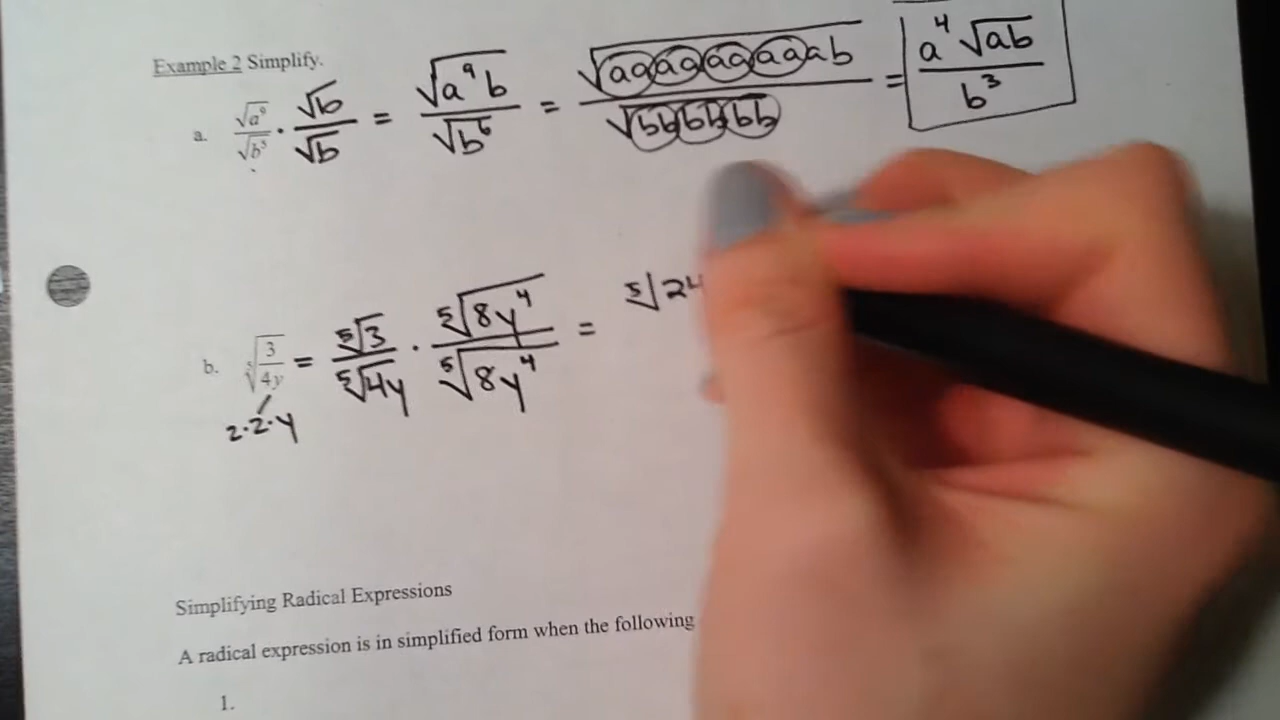 Example 2 Simplify.
a. √a⁹/√b⁵ · √b/√b = √a⁹b/√b⁶ = √aaaaaaaaab/√bbbbbb = a⁴√ab/b³
b. ⁵√3/4y = ⁵√3/⁵√4y · ⁵√8y⁴/⁵√8y⁴ = ⁵√24
2·2·y
Simplifying Radical Expressions
A radical expression is in simplified form when the following
1.